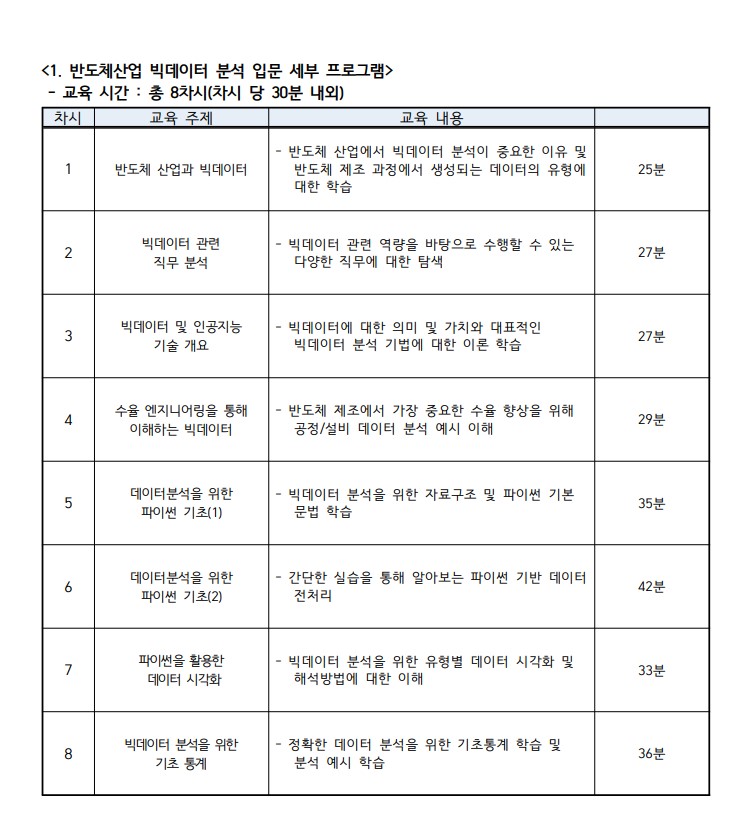 <1. 반도체산업 빅데이터 분석 입문 세부 프로그램>
- 교육 시간 : 총 8차시(차시 당 30분 내외)
차시 교육 주제 교육 내용
1 반도체 산업과 빅데이터 - 반도체 산업에서 빅데이터 분석이 중요한 이유 및
반도체 제조 과정에서 생성되는 데이터의 유형에
대한 학습
25분
2 빅데이터 관련
직무 분석
- 빅데이터 관련 역량을 바탕으로 수행할 수 있는
다양한 직무에 대한 탐색
27분
3 빅데이터 및 인공지능
기술 개요
- 빅데이터에 대한 의미 및 가치와 대표적인
빅데이터 분석 기법에 대한 이론 학습
27분
4 수율 엔지니어링을 통해
이해하는 빅데이터
- 반도체 제조에서 가장 중요한 수율 향상을 위해
공정/설비 데이터 분석 예시 이해
29분
5 데이터분석을 위한
파이썬 기초(1)
- 빅데이터 분석을 위한 자료구조 및 파이썬 기본
문법 학습
35분
6 데이터분석을 위한
파이썬 기초(2)
- 간단한 실습을 통해 알아보는 파이썬 기반 데이터
전처리
42분
7 파이썬을 활용한
데이터 시각화
- 빅데이터 분석을 위한 유형별 데이터 시각화 및
해석방법에 대한 이해
33분
8 빅데이터 분석을 위한
기초 통계
- 정확한 데이터 분석을 위한 기초통계 학습 및
분석 예시 학습
36분